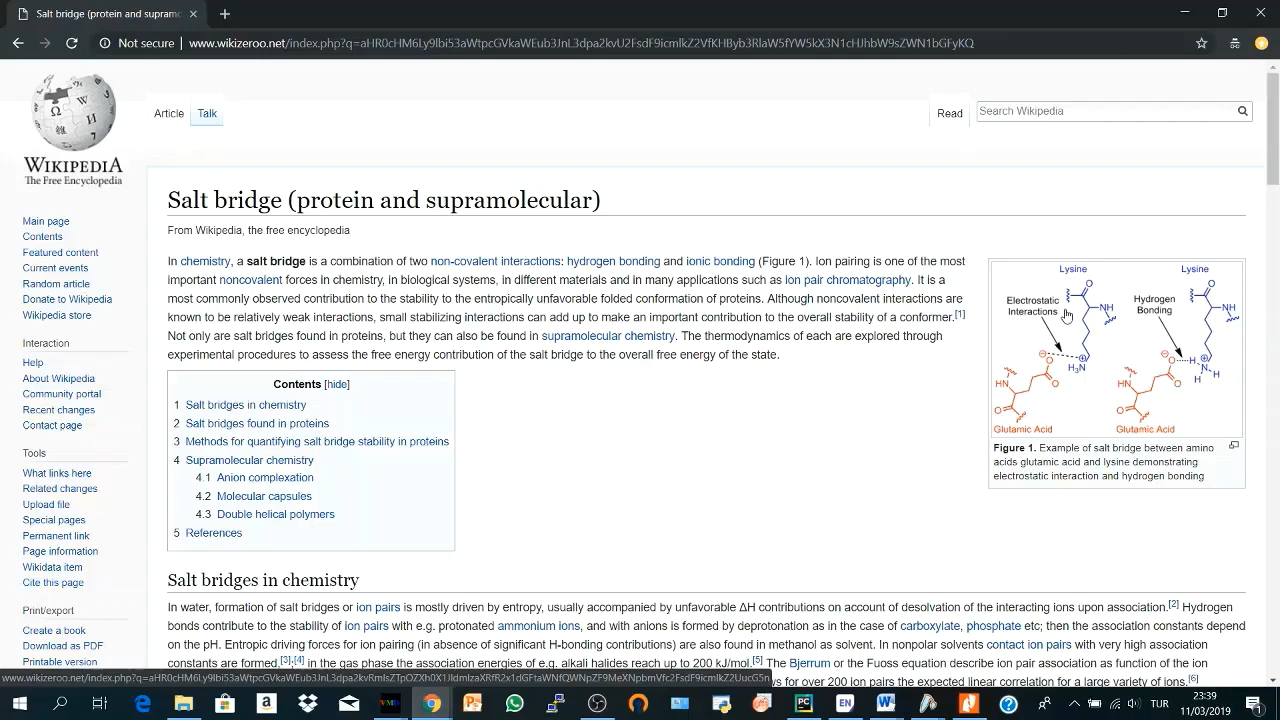 Salt bridge (protein and supramo
Not secure | www.wikizeroo.net/index.php?q=
WIKIPEDIA
The Free Encyclopedia
Article Talk
Read Search Wikipedia
Main page
Contents
Featured content
Current events
Random article
Donate to Wikipedia
Wikipedia store
Interaction
Help
About Wikipedia
Community portal
Recent changes
Contact page
Tools
What links here
Related changes
Upload file
Special pages
Permanent link
Page information
Wikidata item
Cite this page
Print/export
Create a book
Download as PDF
Printable version
Salt bridge (protein and supramolecular)
From Wikipedia, the free encyclopedia
In chemistry, a salt bridge is a combination of two non-covalent interactions: hydrogen bonding and ionic bonding (Figure 1). Ion pairing is one of the most
important noncovalent forces in chemistry, in biological systems, in different materials and in many applications such as ion pair chromatography. It is a
most commonly observed contribution to the stability to the entropically unfavorable folded conformation of proteins. Although noncovalent interactions are
known to be relatively weak interactions, small stabilizing interactions can add up to make an important contribution to the overall stability of a conformer.[1]
Not only are salt bridges found in proteins, but they can also be found in supramolecular chemistry. The thermodynamics of each are explored through
experimental procedures to assess the free energy contribution of the salt bridge to the overall free energy of the state.
Contents [hide]
1 Salt bridges in chemistry
2 Salt bridges found in proteins
3 Methods for quantifying salt bridge stability in proteins
4 Supramolecular chemistry
4.1 Anion complexation
4.2 Molecular capsules
4.3 Double helical polymers
5 References
Lysine Lysine
Electrostatic
Interactions
Hydrogen
Bonding
O O
NH NH
O H
H3N N H
H
HN O HN O
O O
Glutamic Acid Glutamic Acid
Figure 1. Example of salt bridge between amino
acids glutamic acid and lysine demonstrating
electrostatic interaction and hydrogen bonding
Salt bridges in chemistry
In water, formation of salt bridges or ion pairs is mostly driven by entropy, usually accompanied by unfavorable ΔH contributions on account of desolvation of the interacting ions upon association.[2] Hydrogen
bonds contribute to the stability of ion pairs with e.g. protonated ammonium ions, and with anions is formed by deprotonation as in the case of carboxylate, phosphate etc; then the association constants depend
on the pH. Entropic driving forces for ion pairing (in absence of significant H-bonding contributions) are also found in methanol as solvent. In nonpolar solvents contact ion pairs with very high association
constants are formed,[3];[4] in the gas phase the association energies of e.g. alkali halides reach up to 200 kJ/mol.[5] The Bjerrum or the Fuoss equation describe ion pair association as function of the ion
ws for over 200 ion pairs the expected linear correlation for a large variety of ions.[6]
VMD
PC
EN
TUR
23:39
11/03/2019